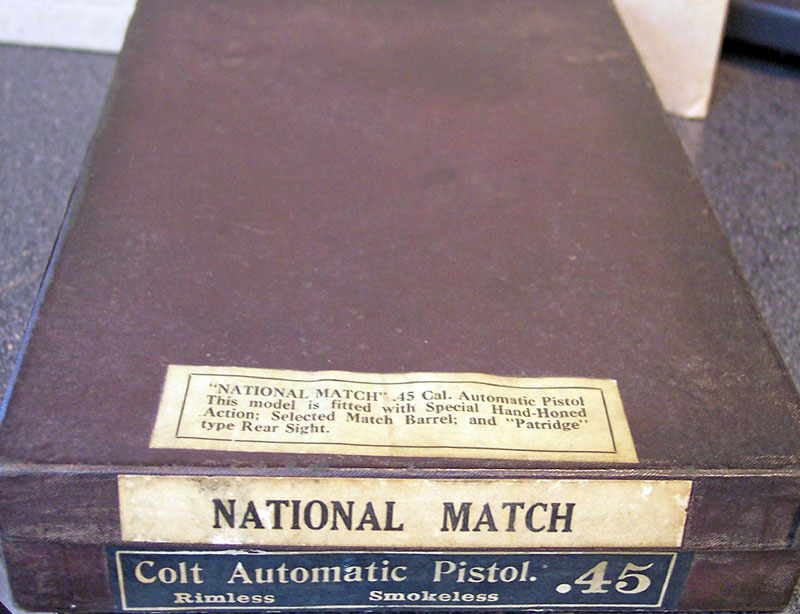 "NATIONAL MATCH" .45 Cal. Automatic Pistol
This model is fitted with Special Hand-Honed
Action; Selected Match Barrel; and "Patridge"
type Rear Sight.
NATIONAL MATCH
Colt Automatic Pistol. .45
Rimless Smokeless